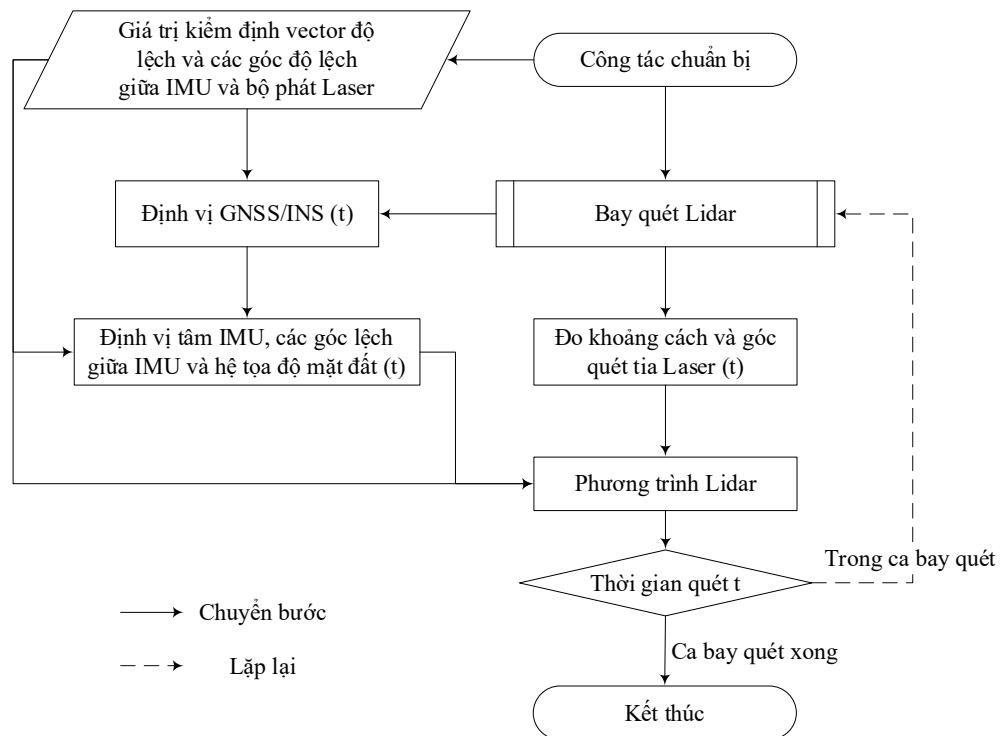 Giá trị kiểm định vector độ
lệch và các góc độ lệch
giữa IMU và bộ phát Laser
Công tác chuẩn bị
Định vị GNSS/INS (t)
Bay quét Lidar
Định vị tâm IMU, các góc lệch
giữa IMU và hệ tọa độ mặt đất (t)
Đo khoảng cách và góc
quét tia Laser (t)
Phương trình Lidar
Trong ca bay quét
Thời gian quét t
Chuyển bước
Ca bay quét xong
Lặp lại
Kết thúc